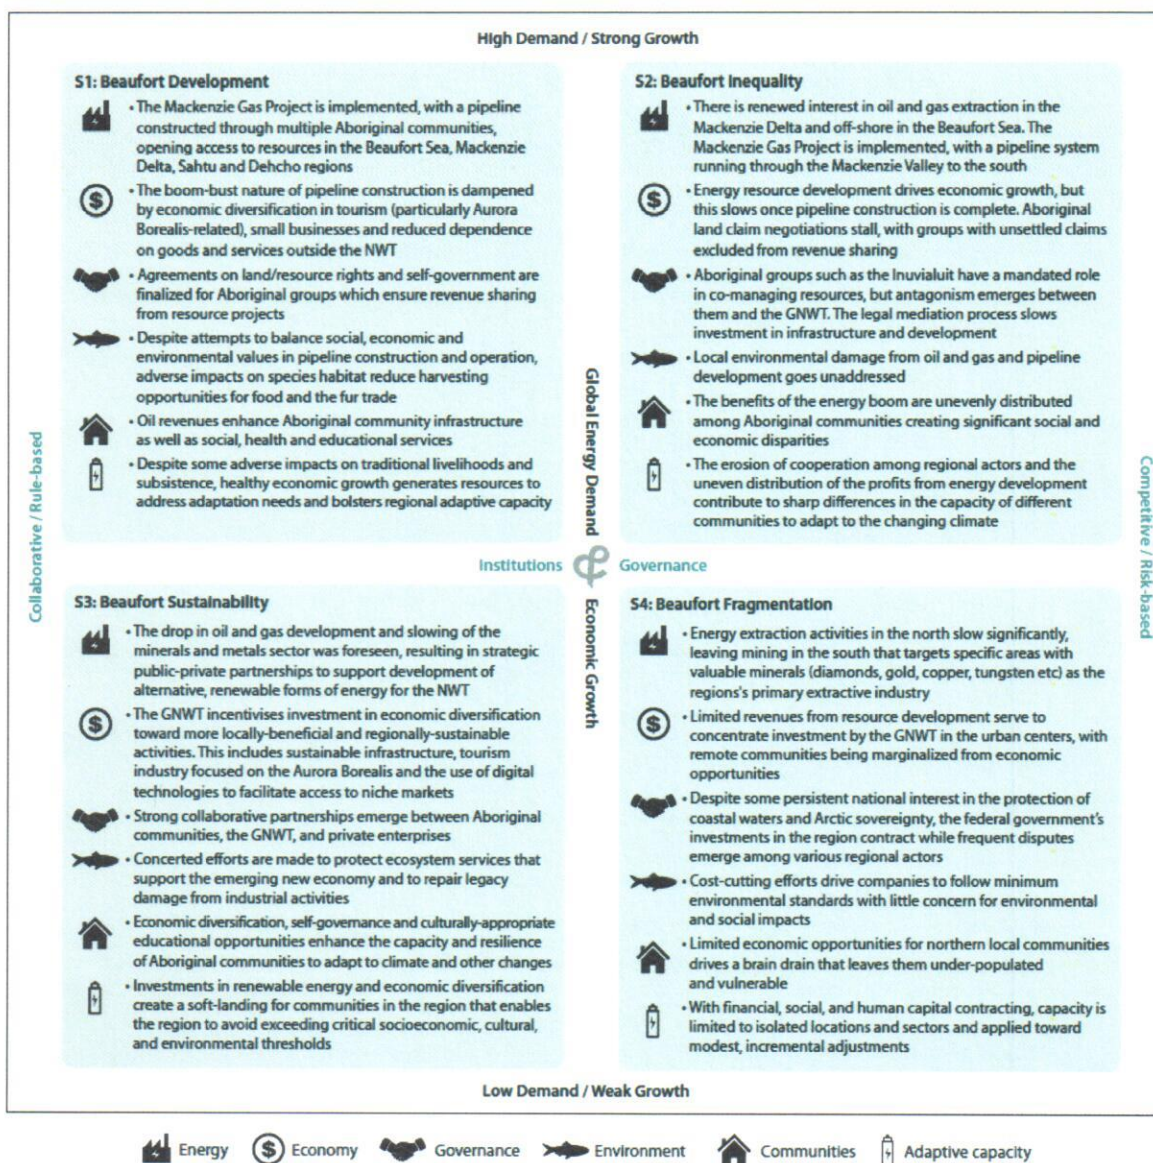 High Demand / Strong Growth
S1: Beaufort Development
• The Mackenzie Gas Project is implemented, with a pipeline
constructed through multiple Aboriginal communities,
opening access to resources in the Beaufort Sea, Mackenzie
Delta, Sahtu and Dehcho regions
• The boom-bust nature of pipeline construction is dampened
by economic diversification in tourism (particularly Aurora
Borealis-related), small businesses and reduced dependence
on goods and services outside the NWT
• Agreements on land/resource rights and self-government are
finalized for Aboriginal groups which ensure revenue sharing
from resource projects
• Despite attempts to balance social, economic and
environmental values in pipeline construction and operation,
adverse impacts on species habitat reduce harvesting
opportunities for food and the fur trade
• Oil revenues enhance Aboriginal community infrastructure
as well as social, health and educational services
• Despite some adverse impacts on traditional livelihoods and
subsistence, healthy economic growth generates resources to
address adaptation needs and bolsters regional adaptive capacity
S2: Beaufort Inequality
• There is renewed interest in oil and gas extraction in the
Mackenzie Delta and off-shore in the Beaufort Sea. The
Mackenzie Gas Project is implemented, with a pipeline system
running through the Mackenzie Valley to the south
• Energy resource development drives economic growth, but
this slows once pipeline construction is complete. Aboriginal
land claim negotiations stall, with groups with unsettled claims
excluded from revenue sharing
• Aboriginal groups such as the Inuvialuit have a mandated role
in co-managing resources, but antagonism emerges between
them and the GNWT. The legal mediation process slows
investment in infrastructure and development
• Local environmental damage from oil and gas and pipeline
development goes unaddressed
• The benefits of the energy boom are unevenly distributed
among Aboriginal communities creating significant social and
economic disparities
• The erosion of cooperation among regional actors and the
uneven distribution of the profits from energy development
contribute to sharp differences in the capacity of different
communities to adapt to the changing climate
Global Energy Demand
Collaborative / Rule-based
Institutions & Governance
Competitive / Risk-based
Economic Growth
S3: Beaufort Sustainability
• The drop in oil and gas development and slowing of the
minerals and metals sector was foreseen, resulting in strategic
public-private partnerships to support development of
alternative, renewable forms of energy for the NWT
• The GNWT incentivises investment in economic diversification
toward more locally-beneficial and regionally-sustainable
activities. This includes sustainable infrastructure, tourism
industry focused on the Aurora Borealis and the use of digital
technologies to facilitate access to niche markets
• Strong collaborative partnerships emerge between Aboriginal
communities, the GNWT, and private enterprises
• Concerted efforts are made to protect ecosystem services that
support the emerging new economy and to repair legacy
damage from industrial activities
• Economic diversification, self-governance and culturally-appropriate
educational opportunities enhance the capacity and resilience
of Aboriginal communities to adapt to climate and other changes
• Investments in renewable energy and economic diversification
create a soft-landing for communities in the region that enables
the region to avoid exceeding critical socioeconomic, cultural,
and environmental thresholds
S4: Beaufort Fragmentation
• Energy extraction activities in the north slow significantly,
leaving mining in the south that targets specific areas with
valuable minerals (diamonds, gold, copper, tungsten etc) as the
regions's primary extractive industry
• Limited revenues from resource development serve to
concentrate investment by the GNWT in the urban centers, with
remote communities being marginalized from economic
opportunities
• Despite some persistent national interest in the protection of
coastal waters and Arctic sovereignty, the federal government's
investments in the region contract while frequent disputes
emerge among various regional actors
• Cost-cutting efforts drive companies to follow minimum
environmental standards with little concern for environmental
and social impacts
• Limited economic opportunities for northern local communities
drives a brain drain that leaves them under-populated
and vulnerable
• With financial, social, and human capital contracting, capacity is
limited to isolated locations and sectors and applied toward
modest, incremental adjustments
Low Demand / Weak Growth
Energy
$ Economy
Governance
Environment
Communities
Adaptive capacity